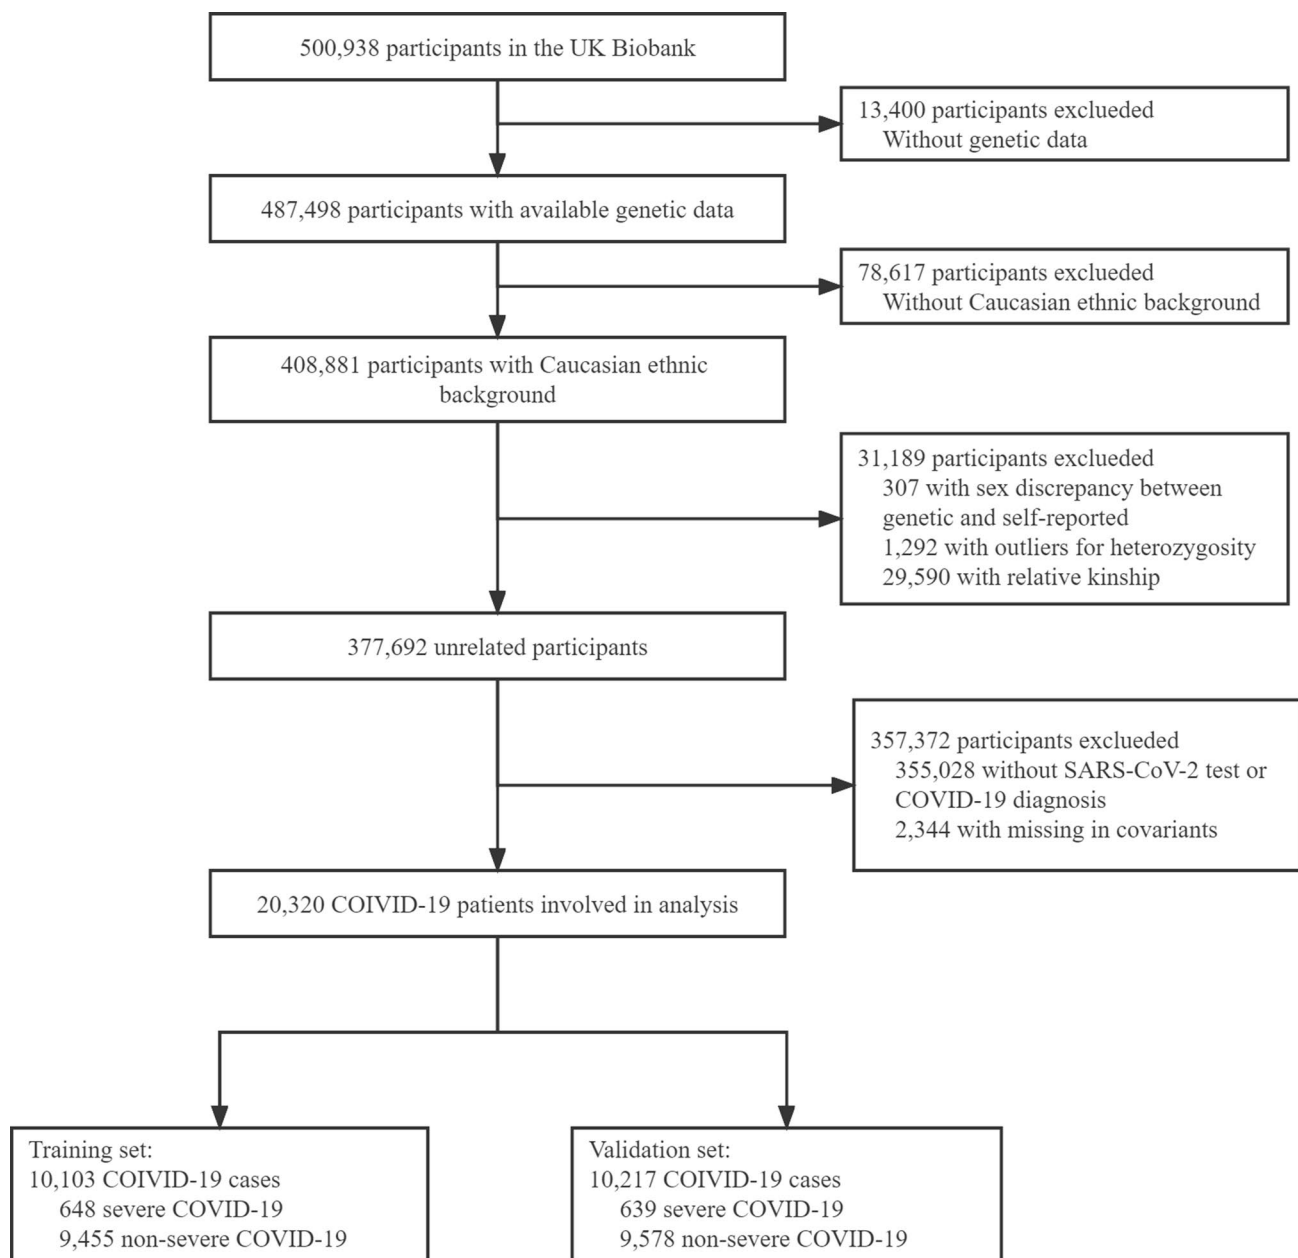 500,938 participants in the UK Biobank
13,400 participants exclueded
Without genetic data
487,498 participants with available genetic data
78,617 participants exclueded
Without Caucasian ethnic background
408,881 participants with Caucasian ethnic
background
31,189 participants exclueded
307 with sex discrepancy between
genetic and self-reported
1,292 with outliers for heterozygosity
29,590 with relative kinship
377,692 unrelated participants
357,372 participants exclueded
355,028 without SARS-CoV-2 test or
COVID-19 diagnosis
2,344 with missing in covariants
20,320 COIVID-19 patients involved in analysis
Training set:
10,103 COIVID-19 cases
648 severe COVID-19
9,455 non-severe COVID-19
Validation set:
10,217 COIVID-19 cases
639 severe COVID-19
9,578 non-severe COVID-19